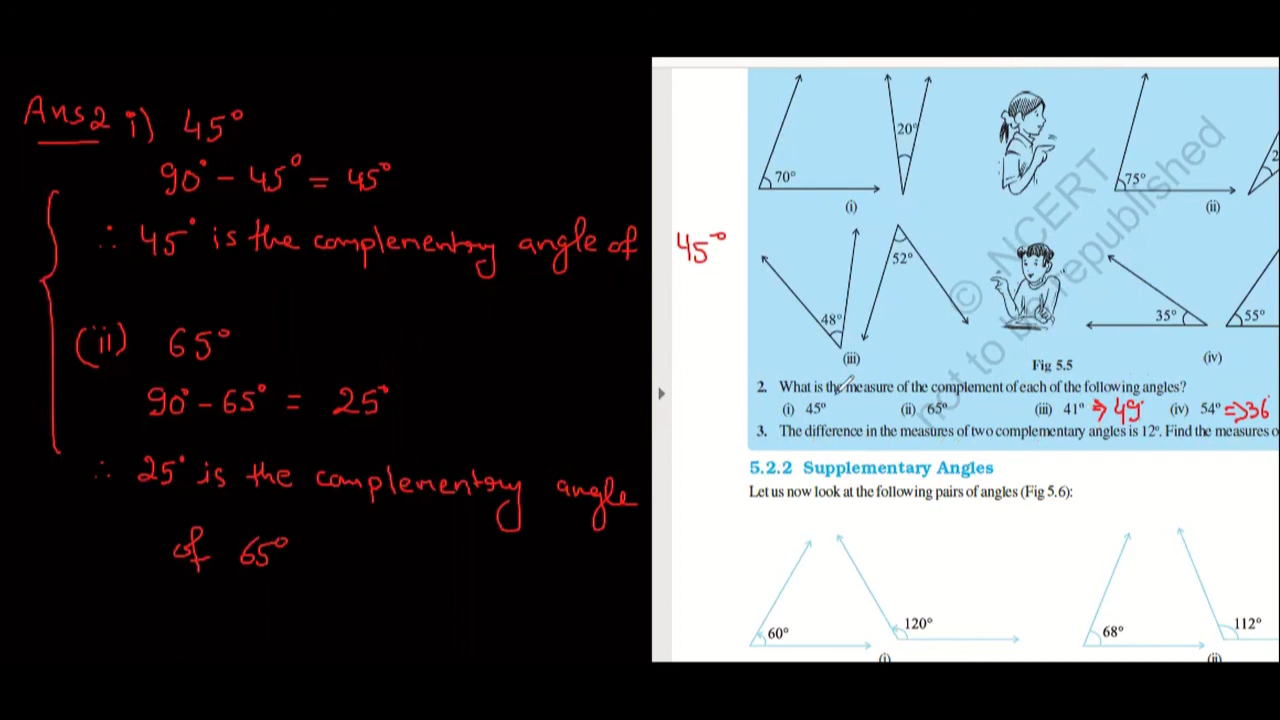 Ans 2 i) 45°
90° - 45° = 45°
∴ 45° is the complementry angle of 45°
(ii) 65°
90° - 65° = 25°
∴ 25° is the complementry angle
of 65°
70°
20°
75°
(i)
(ii)
48°
52°
35°
55°
(iii)
Fig 5.5
(iv)
2. What is the measure of the complement of each of the following angles?
(i) 45° (ii) 65° (iii) 41° ⇒ 49° (iv) 54° ⇒ 36°
3. The difference in the measures of two complementary angles is 12°. Find the measures
5.2.2 Supplementary Angles
Let us now look at the following pairs of angles (Fig 5.6):
60°
120°
68°
112°
(i)
(ii)
© NCERT
not to be republished